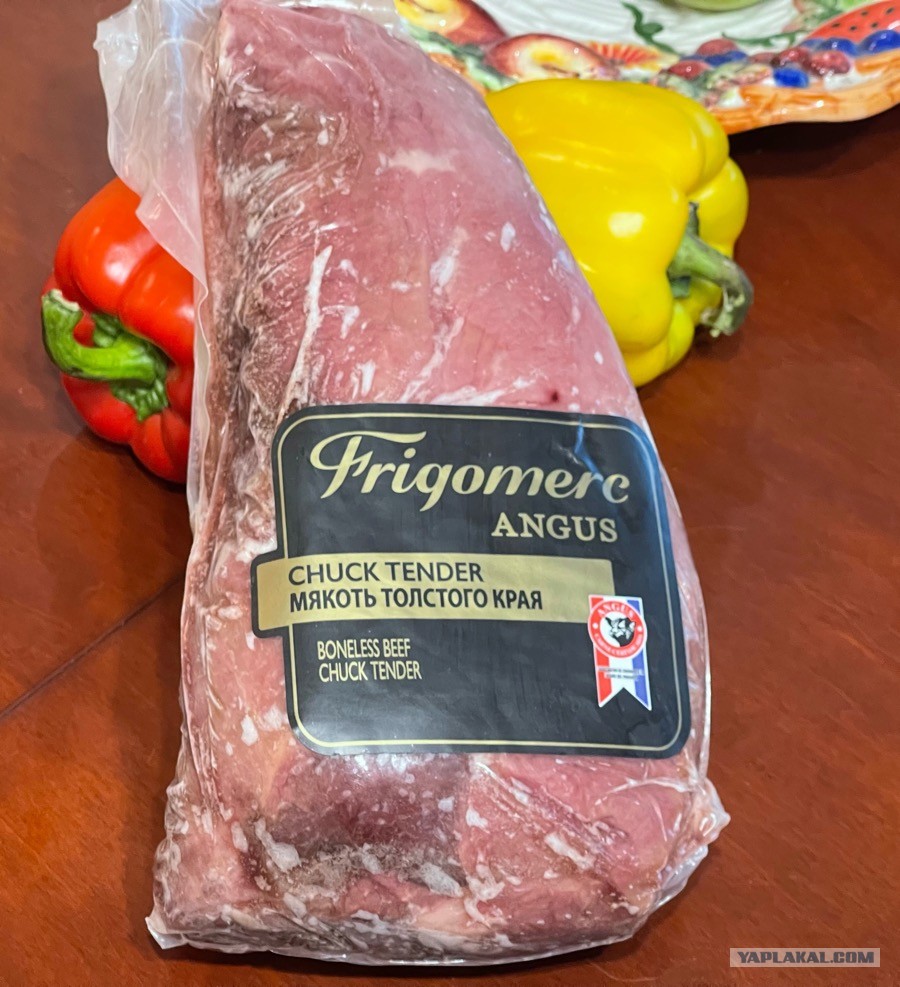 Frigomerc
ANGUS
CHUCK TENDER
МЯКОТЬ ТОЛСТОГО КРАЯ
BONELESS BEEF
CHUCK TENDER
ANGUS
YAPLAKAL.COM